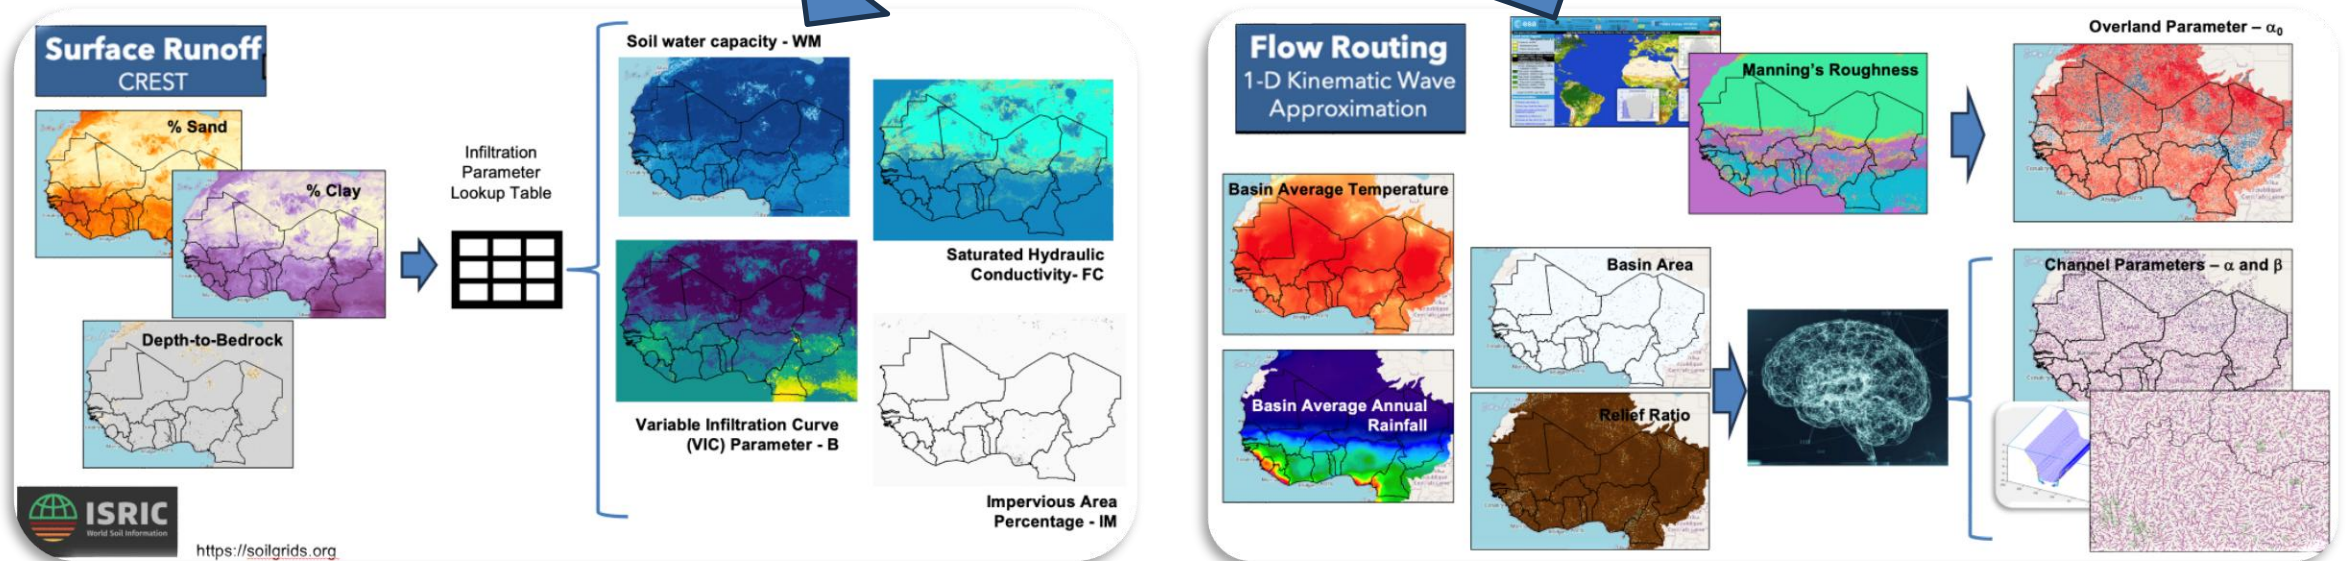 Surface Runoff
CREST
% Sand
% Clay
Depth-to-Bedrock
Infiltration
Parameter
Lookup Table
Soil water capacity - WM
Saturated Hydraulic
Conductivity- FC
Variable Infiltration Curve
(VIC) Parameter - B
Impervious Area
Percentage - IM
ISRIC
World Soil Information
https://soilgrids.org
Flow Routing
1-D Kinematic Wave
Approximation
esa
Manning's Roughness
Overland Parameter – α₀
Basin Average Temperature
Basin Average Annual
Rainfall
Basin Area
Relief Ratio
Channel Parameters – α and β